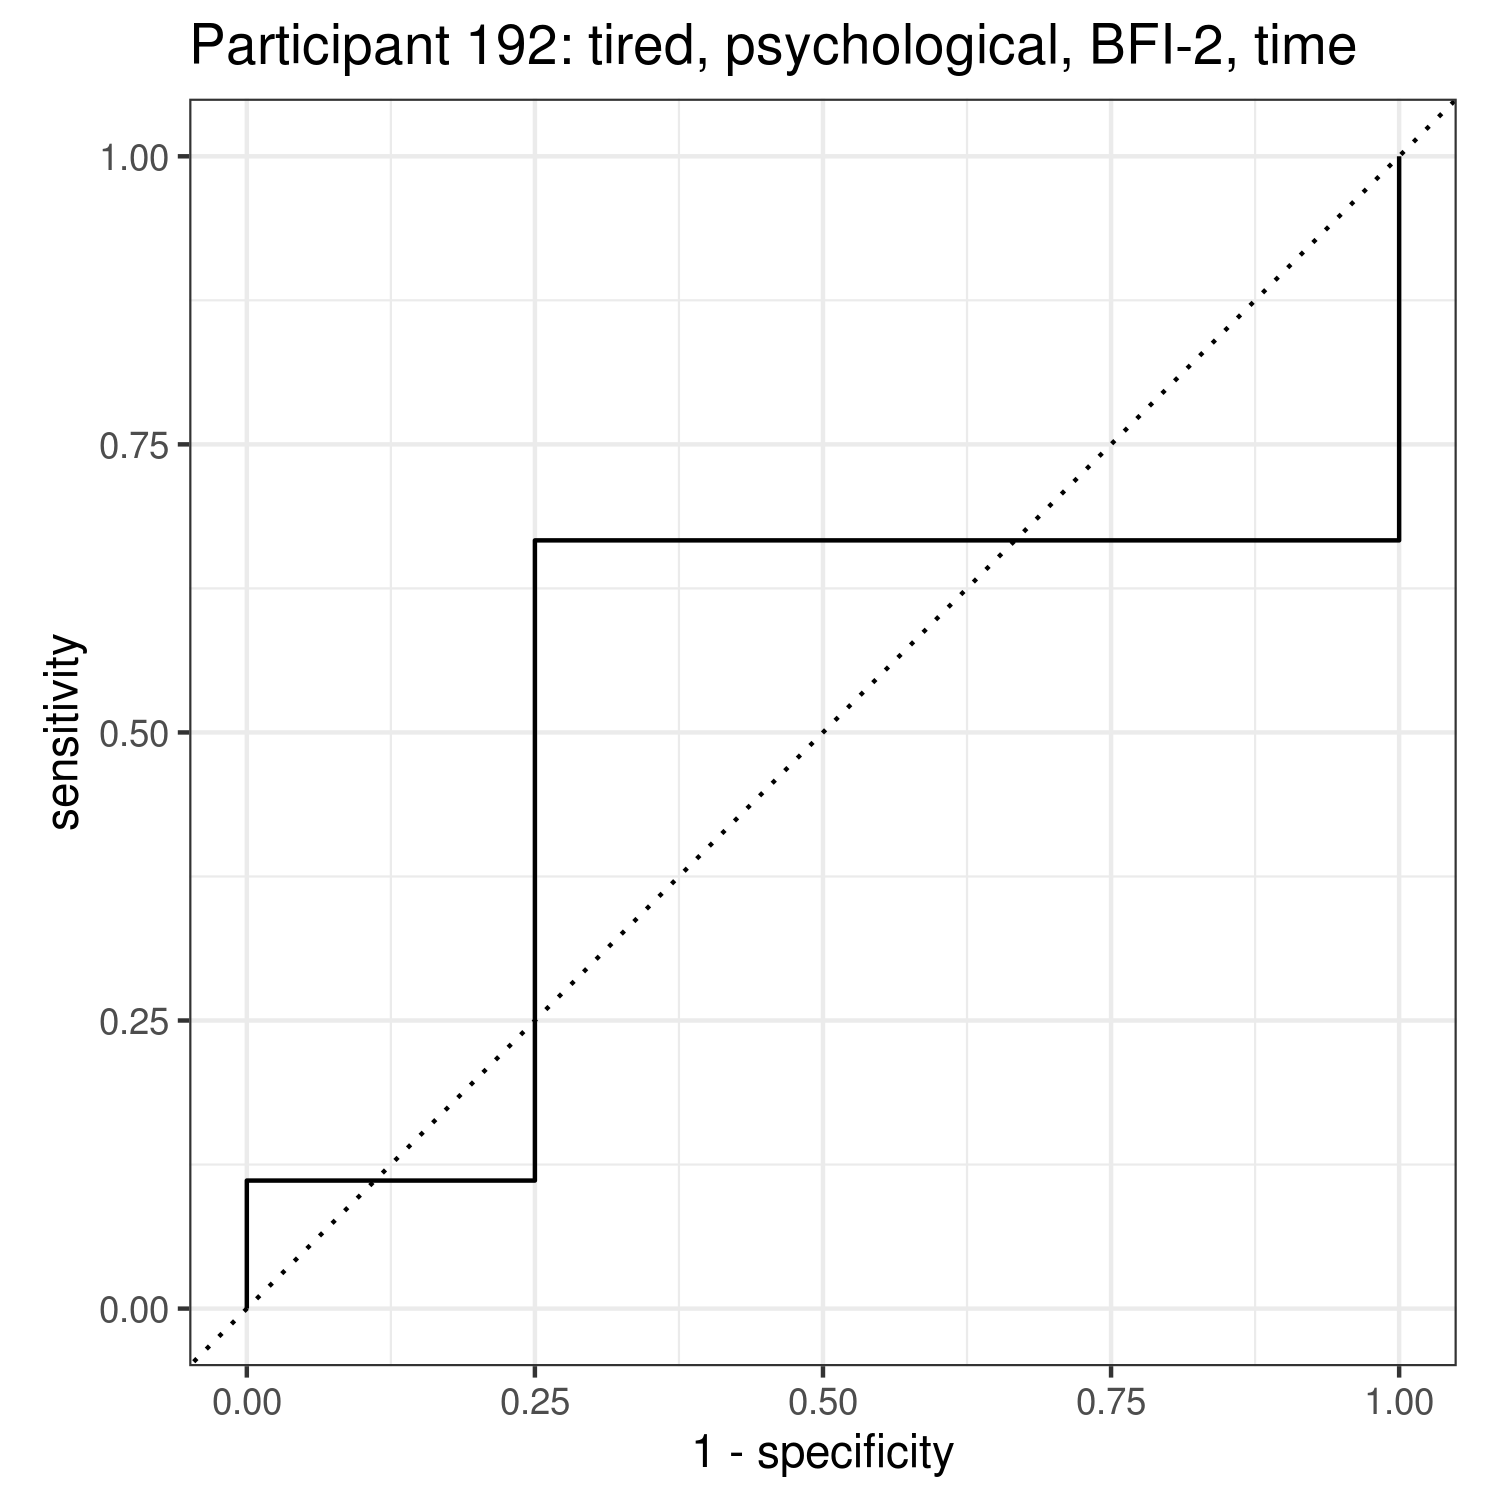 Participant 192: tired, psychological, BFI-2, time
1.00
0.75
0.50
0.25
0.00
sensitivity
0.00 0.25 0.50 0.75 1.00
1 - specificity